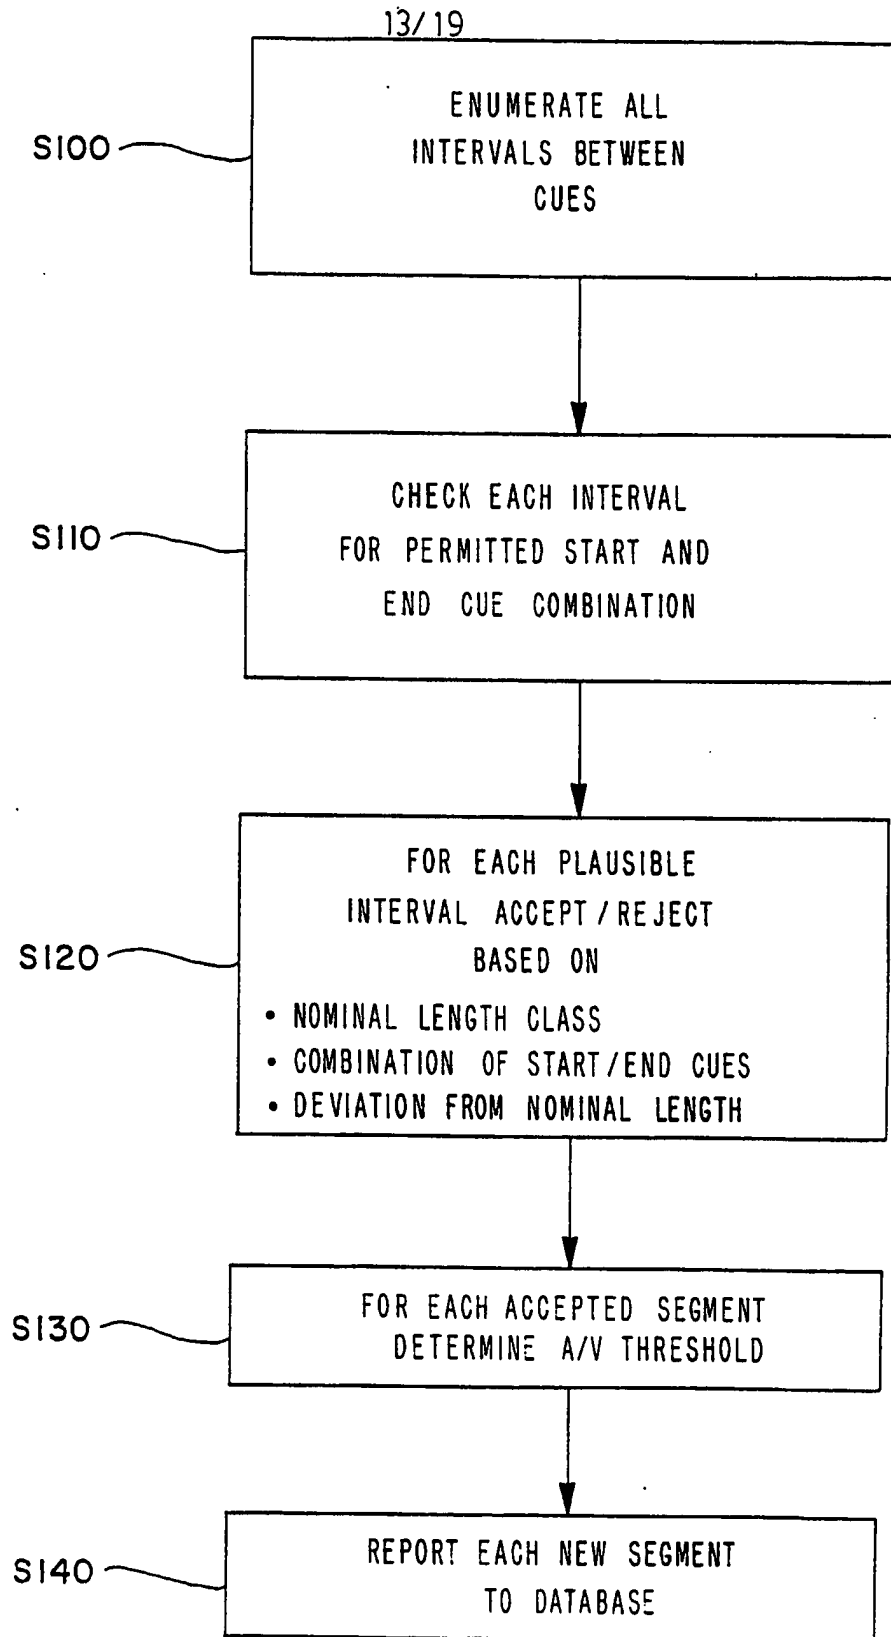 13/19
ENUMERATE ALL
INTERVALS BETWEEN
CUES
S100
CHECK EACH INTERVAL
FOR PERMITTED START AND
END CUE COMBINATION
S110
FOR EACH PLAUSIBLE
INTERVAL ACCEPT/REJECT
BASED ON
• NOMINAL LENGTH CLASS
• COMBINATION OF START/END CUES
• DEVIATION FROM NOMINAL LENGTH
S120
FOR EACH ACCEPTED SEGMENT
DETERMINE A/V THRESHOLD
S130
REPORT EACH NEW SEGMENT
TO DATABASE
S140